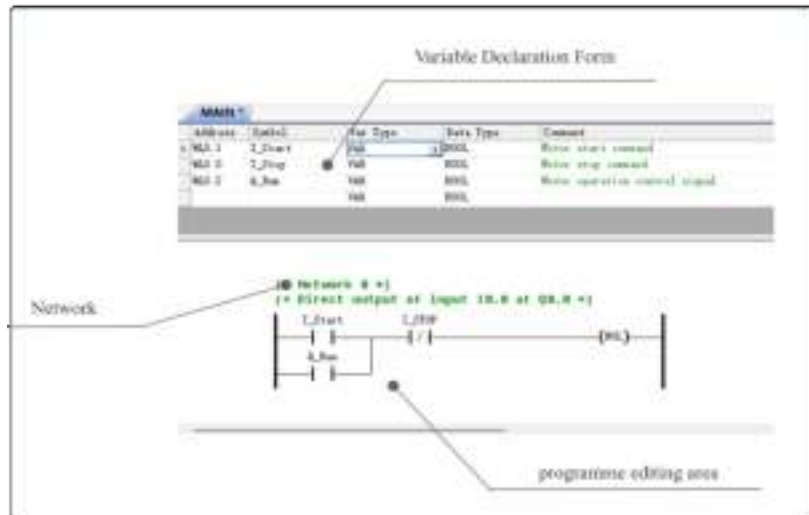 Variable Declaration Form
MAIN *
Address Symbol Var Type Data Type Comment
I_Start VAR BOOL Motor start command
I_Stop VAR BOOL Motor stop command
Q_Run VAR BOOL Motor operation control signal
VAR BOOL
(* Network 0 *)
(* Direct output of input I0.0 at Q0.0 *)
Network
I_Start I_STOP
Q_Run
programme editing area